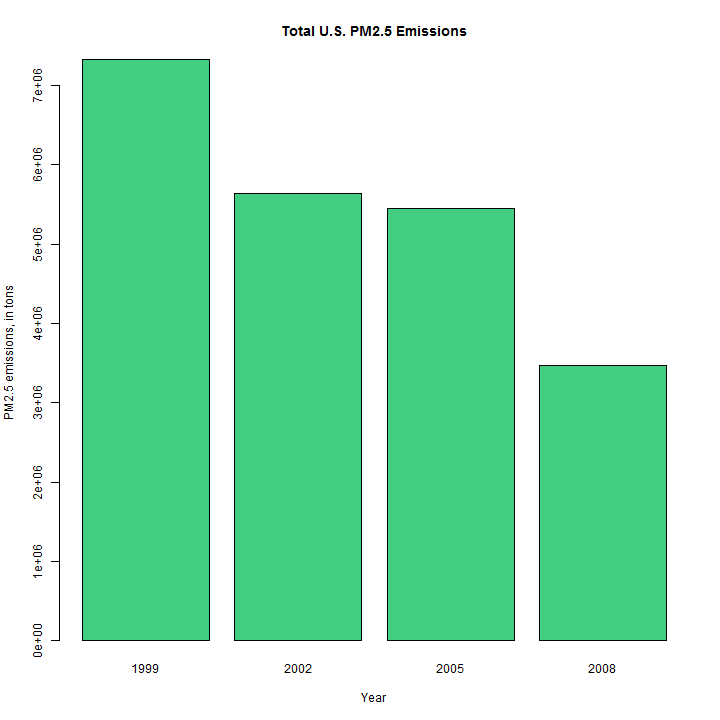 Total U.S. PM2.5 Emissions
PM2.5 emissions, in tons
7e+06
6e+06
5e+06
4e+06
3e+06
2e+06
1e+06
0e+00
1999 2002 2005 2008
Year